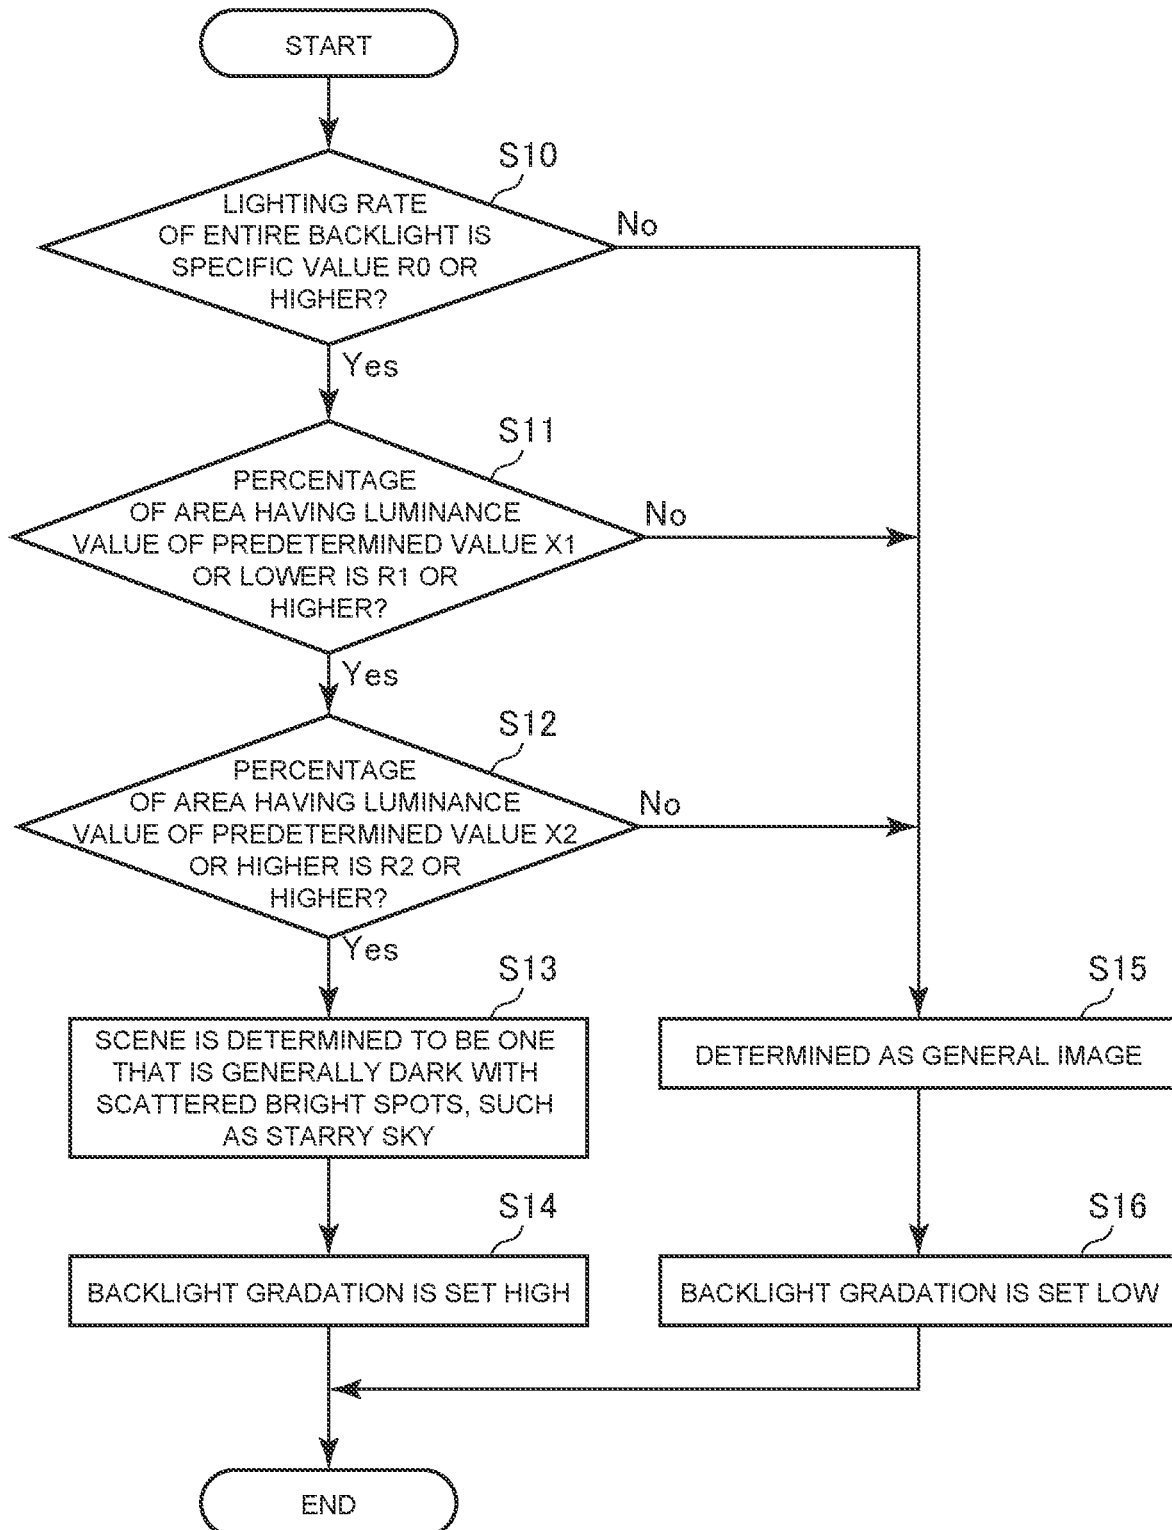 START
S10
LIGHTING RATE
OF ENTIRE BACKLIGHT IS
SPECIFIC VALUE R0 OR
HIGHER?
No
Yes
S11
PERCENTAGE
OF AREA HAVING LUMINANCE
VALUE OF PREDETERMINED VALUE X1
OR LOWER IS R1 OR
HIGHER?
No
Yes
S12
PERCENTAGE
OF AREA HAVING LUMINANCE
VALUE OF PREDETERMINED VALUE X2
OR HIGHER IS R2 OR
HIGHER?
No
Yes
S13
SCENE IS DETERMINED TO BE ONE
THAT IS GENERALLY DARK WITH
SCATTERED BRIGHT SPOTS, SUCH
AS STARRY SKY
S15
DETERMINED AS GENERAL IMAGE
S14
BACKLIGHT GRADATION IS SET HIGH
S16
BACKLIGHT GRADATION IS SET LOW
END